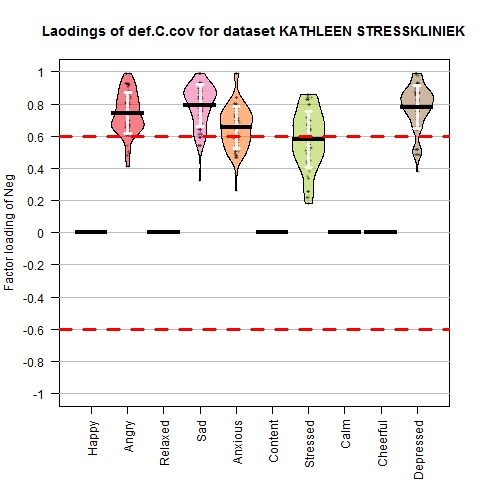 Laodings of def.C.cov for dataset KATHLEEN STRESSKLINIEK
Factor loading of Neg
1
0.8
0.6
0.4
0.2
0
-0.2
-0.4
-0.6
-0.8
-1
Happy
Angry
Relaxed
Sad
Anxious
Content
Stressed
Calm
Cheerful
Depressed